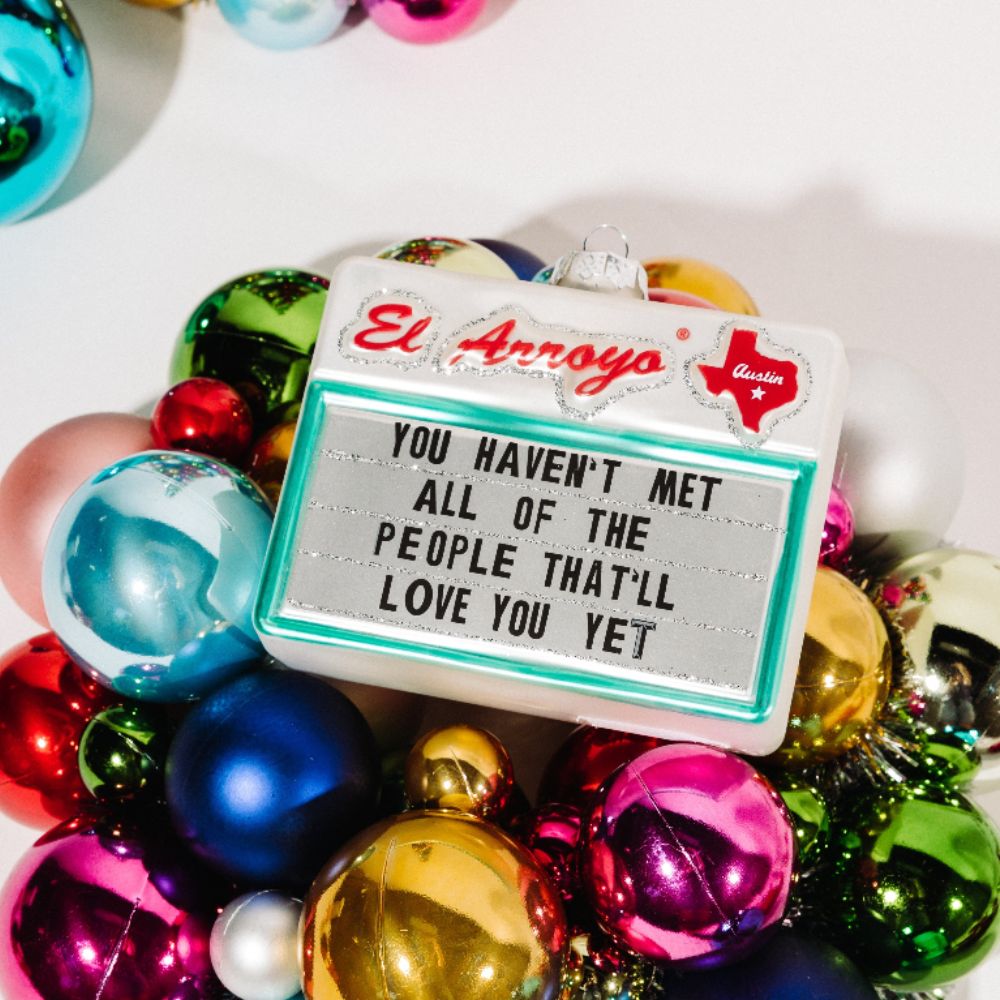 El Arroyo ®
Austin
YOU HAVEN'T MET
ALL OF THE
PEOPLE THAT'LL
LOVE YOU YET